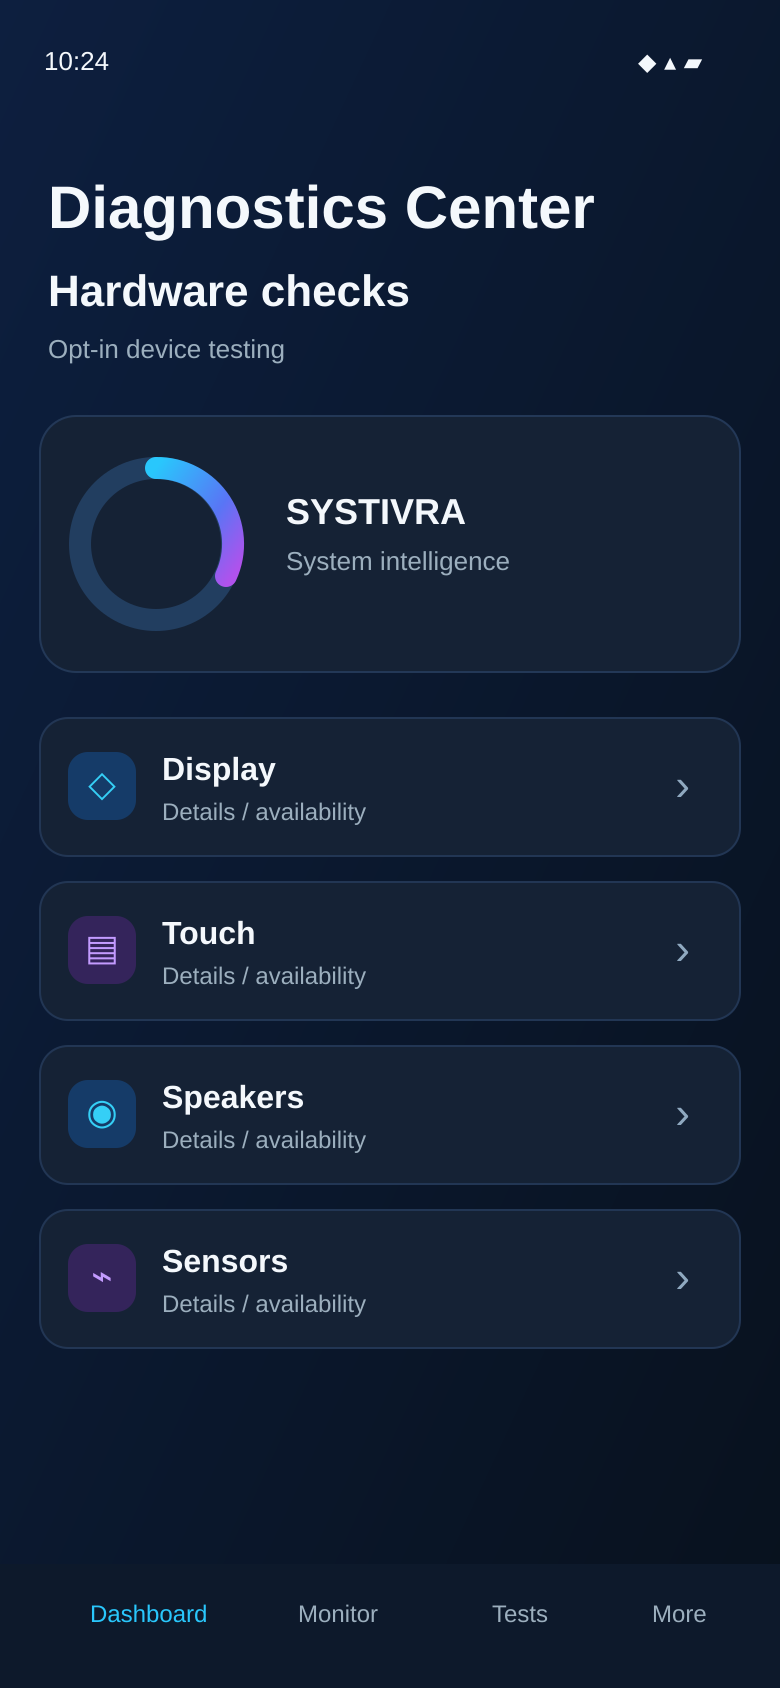 10:24
Diagnostics Center
Hardware checks
Opt-in device testing
SYSTIVRA
System intelligence
Display
Details / availability
Touch
Details / availability
Speakers
Details / availability
Sensors
Details / availability
Dashboard Monitor Tests More